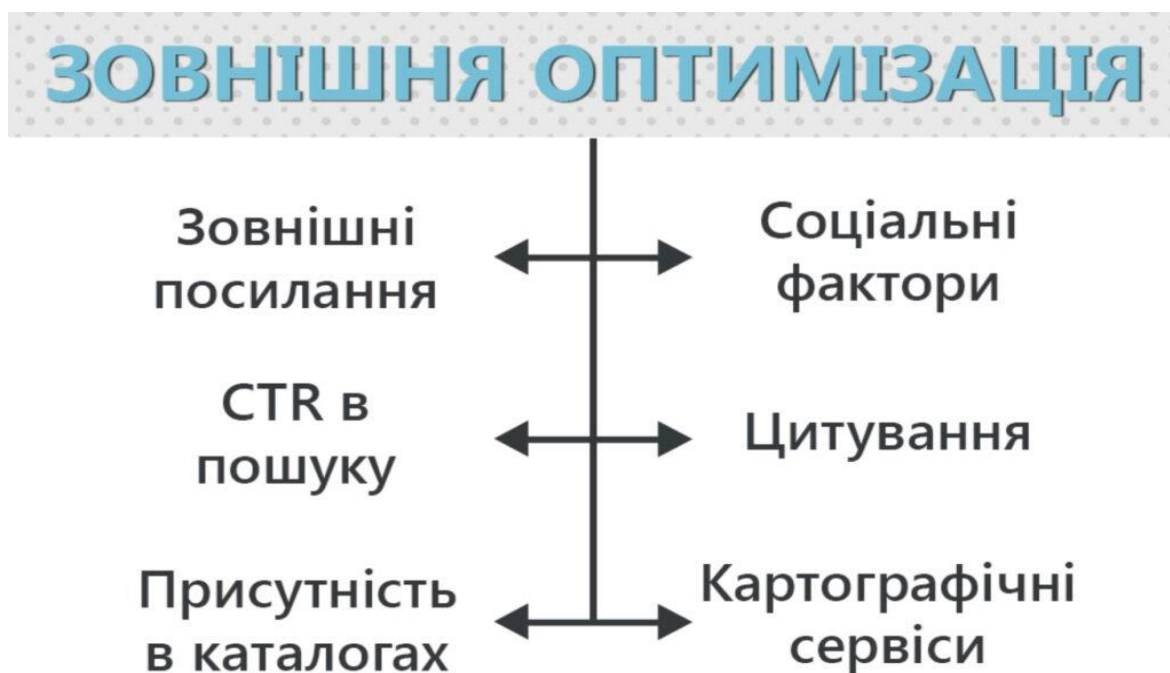 ЗОВНІШНЯ ОПТИМІЗАЦІЯ
Зовнішні
посилання
Соціальні
фактори
CTR в
пошуку
Цитування
Присутність
в каталогах
Картографічні
сервіси